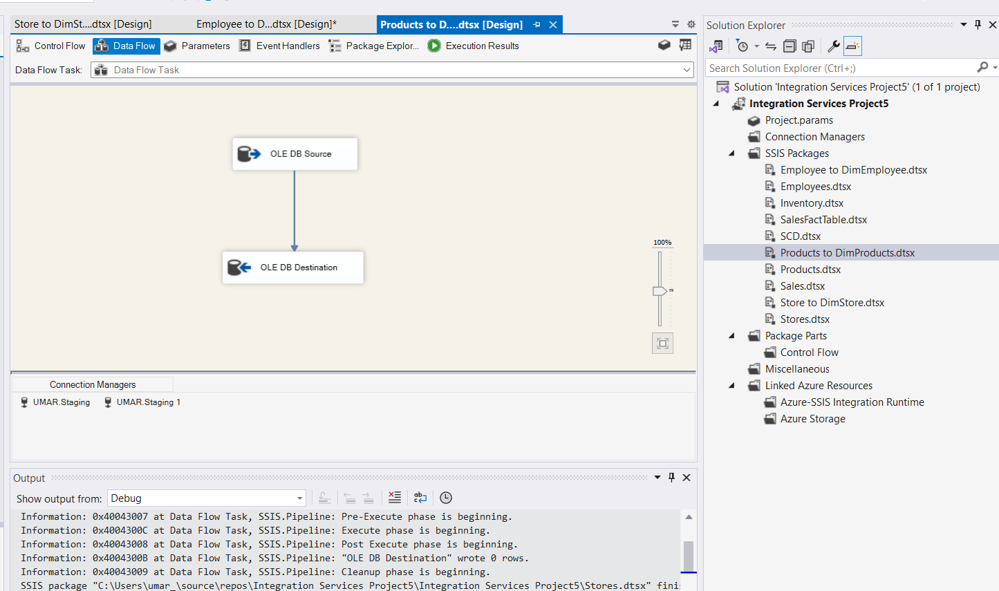 Store to DimSt....dtsx [Design]
Employee to D...dtsx [Design]*
Products to D....dtsx [Design]
Control Flow
Data Flow
Parameters
Event Handlers
Package Explor...
Execution Results
Data Flow Task:
Data Flow Task
OLE DB Source
OLE DB Destination
100%
Connection Managers
UMAR.Staging
UMAR.Staging 1
Output
Show output from:
Debug
Information: 0x40043007 at Data Flow Task, SSIS.Pipeline: Pre-Execute phase is beginning.
Information: 0x4004300C at Data Flow Task, SSIS.Pipeline: Execute phase is beginning.
Information: 0x40043008 at Data Flow Task, SSIS.Pipeline: Post Execute phase is beginning.
Information: 0x4004300B at Data Flow Task, SSIS.Pipeline: "OLE DB Destination" wrote 0 rows.
Information: 0x40043009 at Data Flow Task, SSIS.Pipeline: Cleanup phase is beginning.
SSIS package "C:\Users\umar_\source\repos\Integration Services Project5\Integration Services Project5\Stores.dtsx" fini
Solution Explorer
Search Solution Explorer (Ctrl+;)
Solution 'Integration Services Project5' (1 of 1 project)
Integration Services Project5
Project.params
Connection Managers
SSIS Packages
Employee to DimEmployee.dtsx
Employees.dtsx
Inventory.dtsx
SalesFactTable.dtsx
SCD.dtsx
Products to DimProducts.dtsx
Products.dtsx
Sales.dtsx
Store to DimStore.dtsx
Stores.dtsx
Package Parts
Control Flow
Miscellaneous
Linked Azure Resources
Azure-SSIS Integration Runtime
Azure Storage